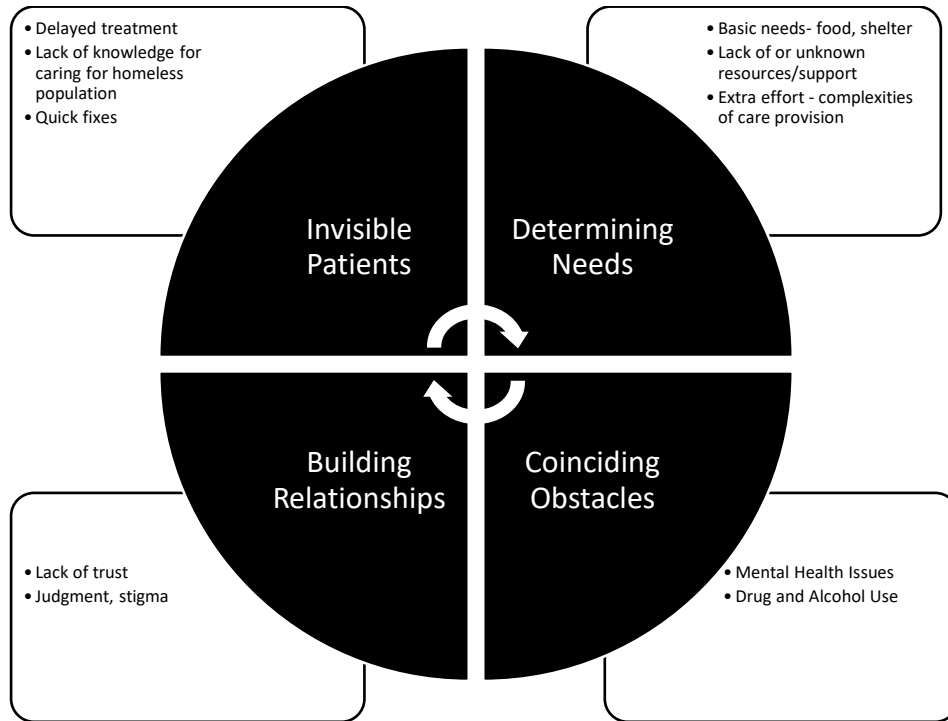 • Delayed treatment
• Lack of knowledge for
caring for homeless
population
• Quick fixes
• Basic needs- food, shelter
• Lack of or unknown
resources/support
• Extra effort - complexities
of care provision
Invisible
Patients
Determining
Needs
Building
Relationships
Coinciding
Obstacles
• Lack of trust
• Judgment, stigma
• Mental Health Issues
• Drug and Alcohol Use